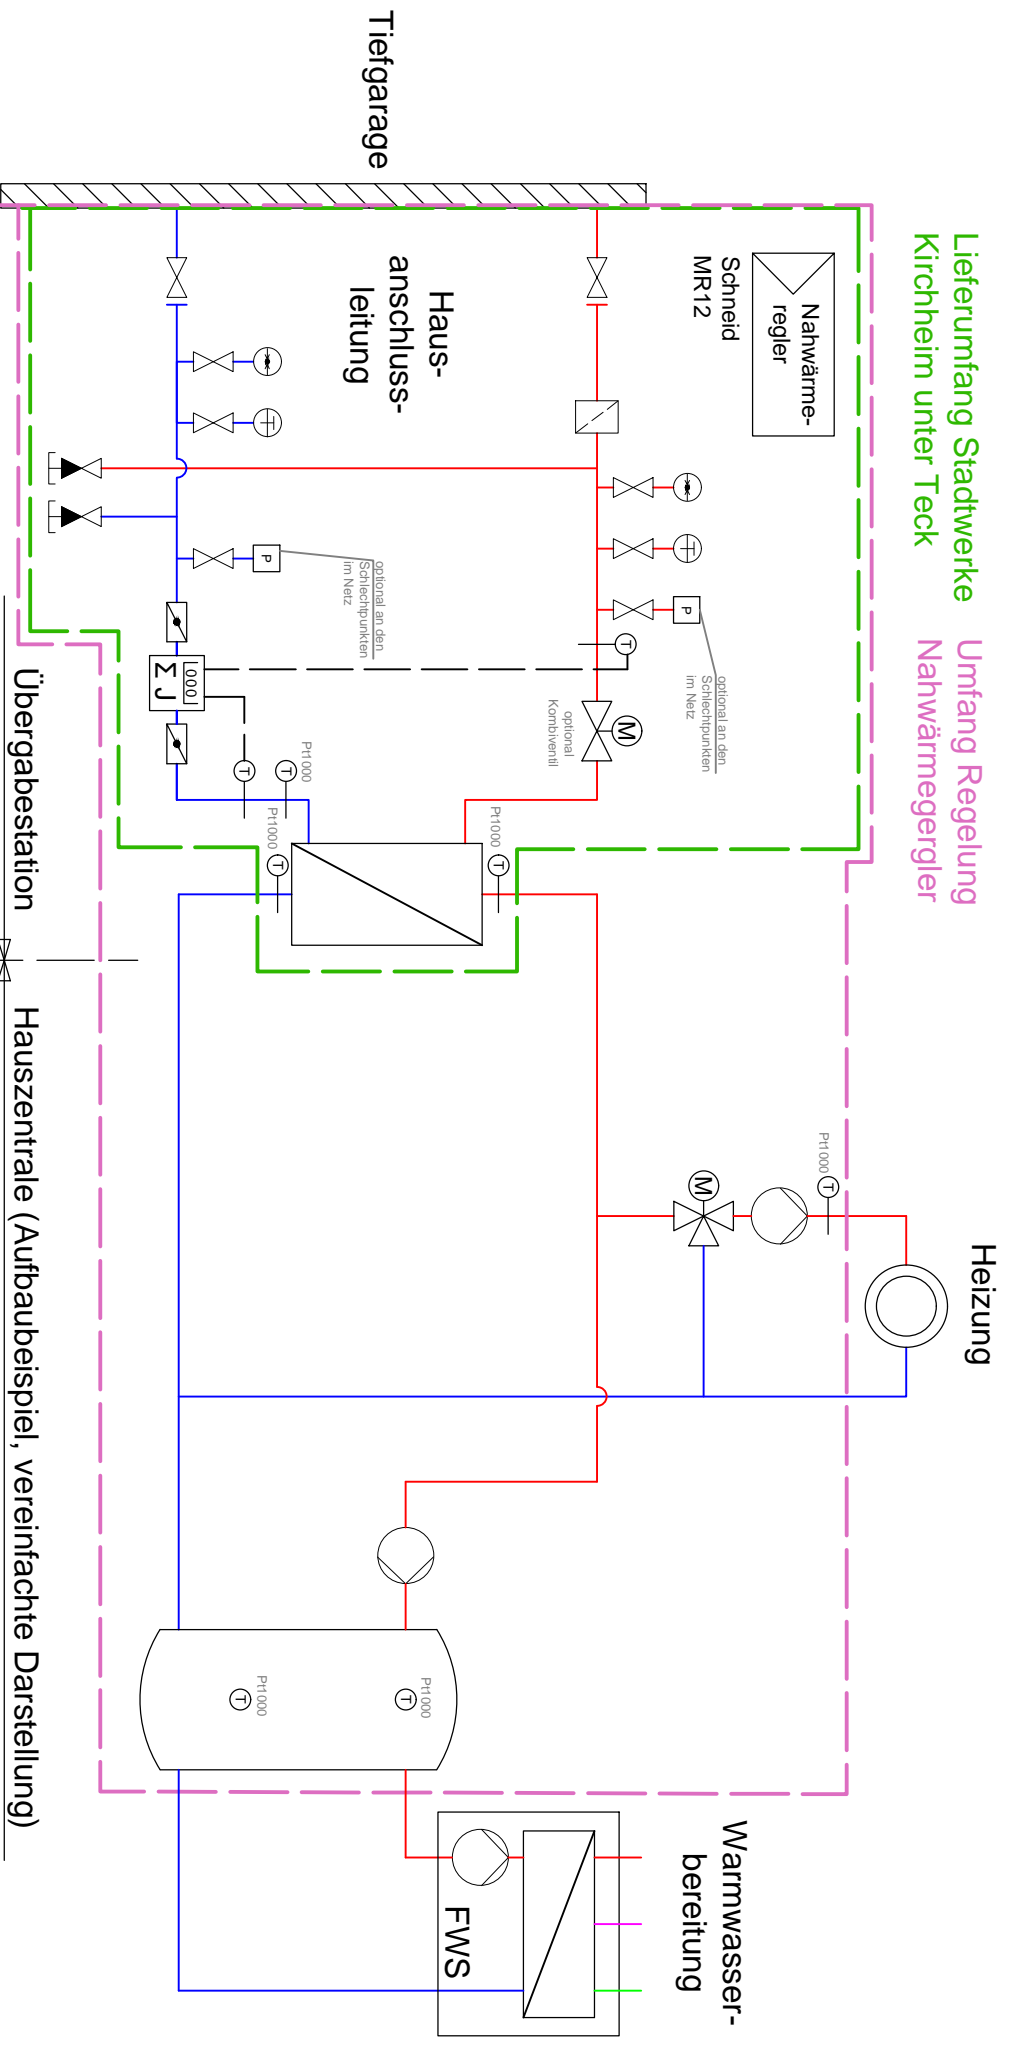 Lieferumfang Stadtwerke
Kirchheim unter Teck
Umfang Regelung
Nahwärmegergler
Heizung
Warmwasser-
bereitung
Nahwärme-
regler
Schneid
MR12
Tiefgarage
Haus-
anschluss-
leitung
P
optional an den
Schlechtpunkten
im Netz
T
M
optional
Kombiventil
P
optional an den
Schlechtpunkten
im Netz
000
Σ J
T
T
Pt1000
T
Pt1000
T
Pt1000
M
T
Pt1000
T
Pt1000
T
Pt1000
FWS
Übergabestation
Hauszentrale (Aufbaubeispiel, vereinfachte Darstellung)